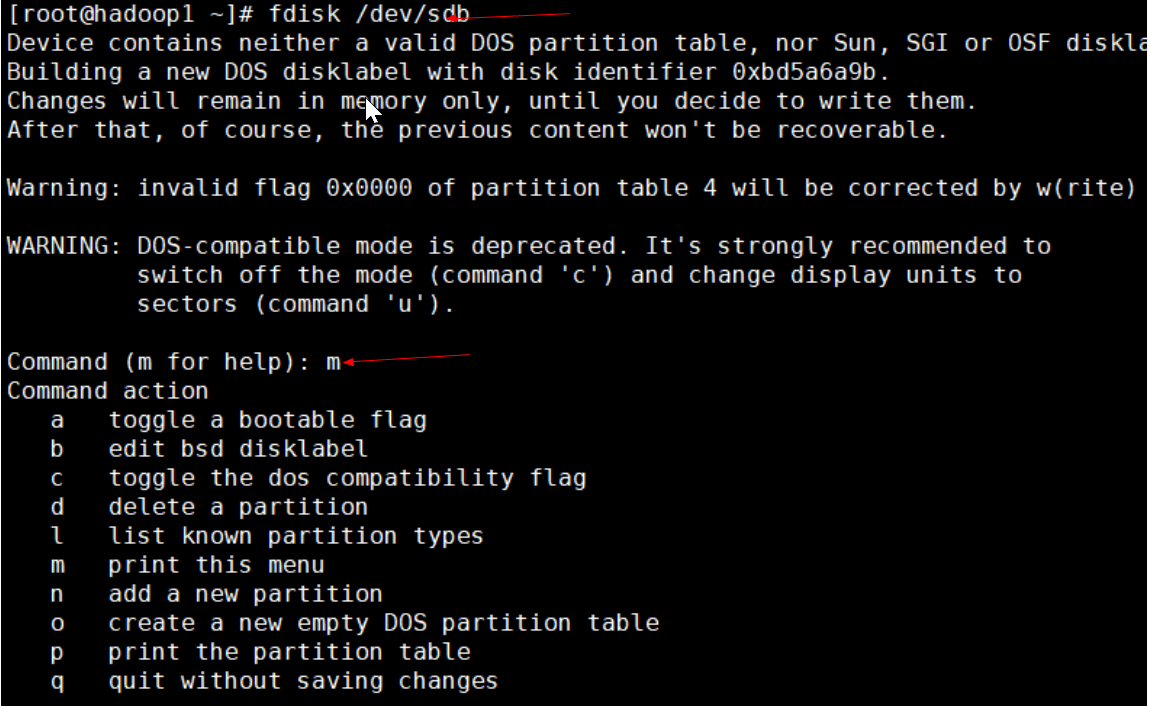 [root@hadoop1 ~]# fdisk /dev/sdb
Device contains neither a valid DOS partition table, nor Sun, SGI or OSF diskla
Building a new DOS disklabel with disk identifier 0xbd5a6a9b.
Changes will remain in memory only, until you decide to write them.
After that, of course, the previous content won't be recoverable.

Warning: invalid flag 0x0000 of partition table 4 will be corrected by w(rite)

WARNING: DOS-compatible mode is deprecated. It's strongly recommended to
         switch off the mode (command 'c') and change display units to
         sectors (command 'u').

Command (m for help): m
Command action
   a   toggle a bootable flag
   b   edit bsd disklabel
   c   toggle the dos compatibility flag
   d   delete a partition
   l   list known partition types
   m   print this menu
   n   add a new partition
   o   create a new empty DOS partition table
   p   print the partition table
   q   quit without saving changes